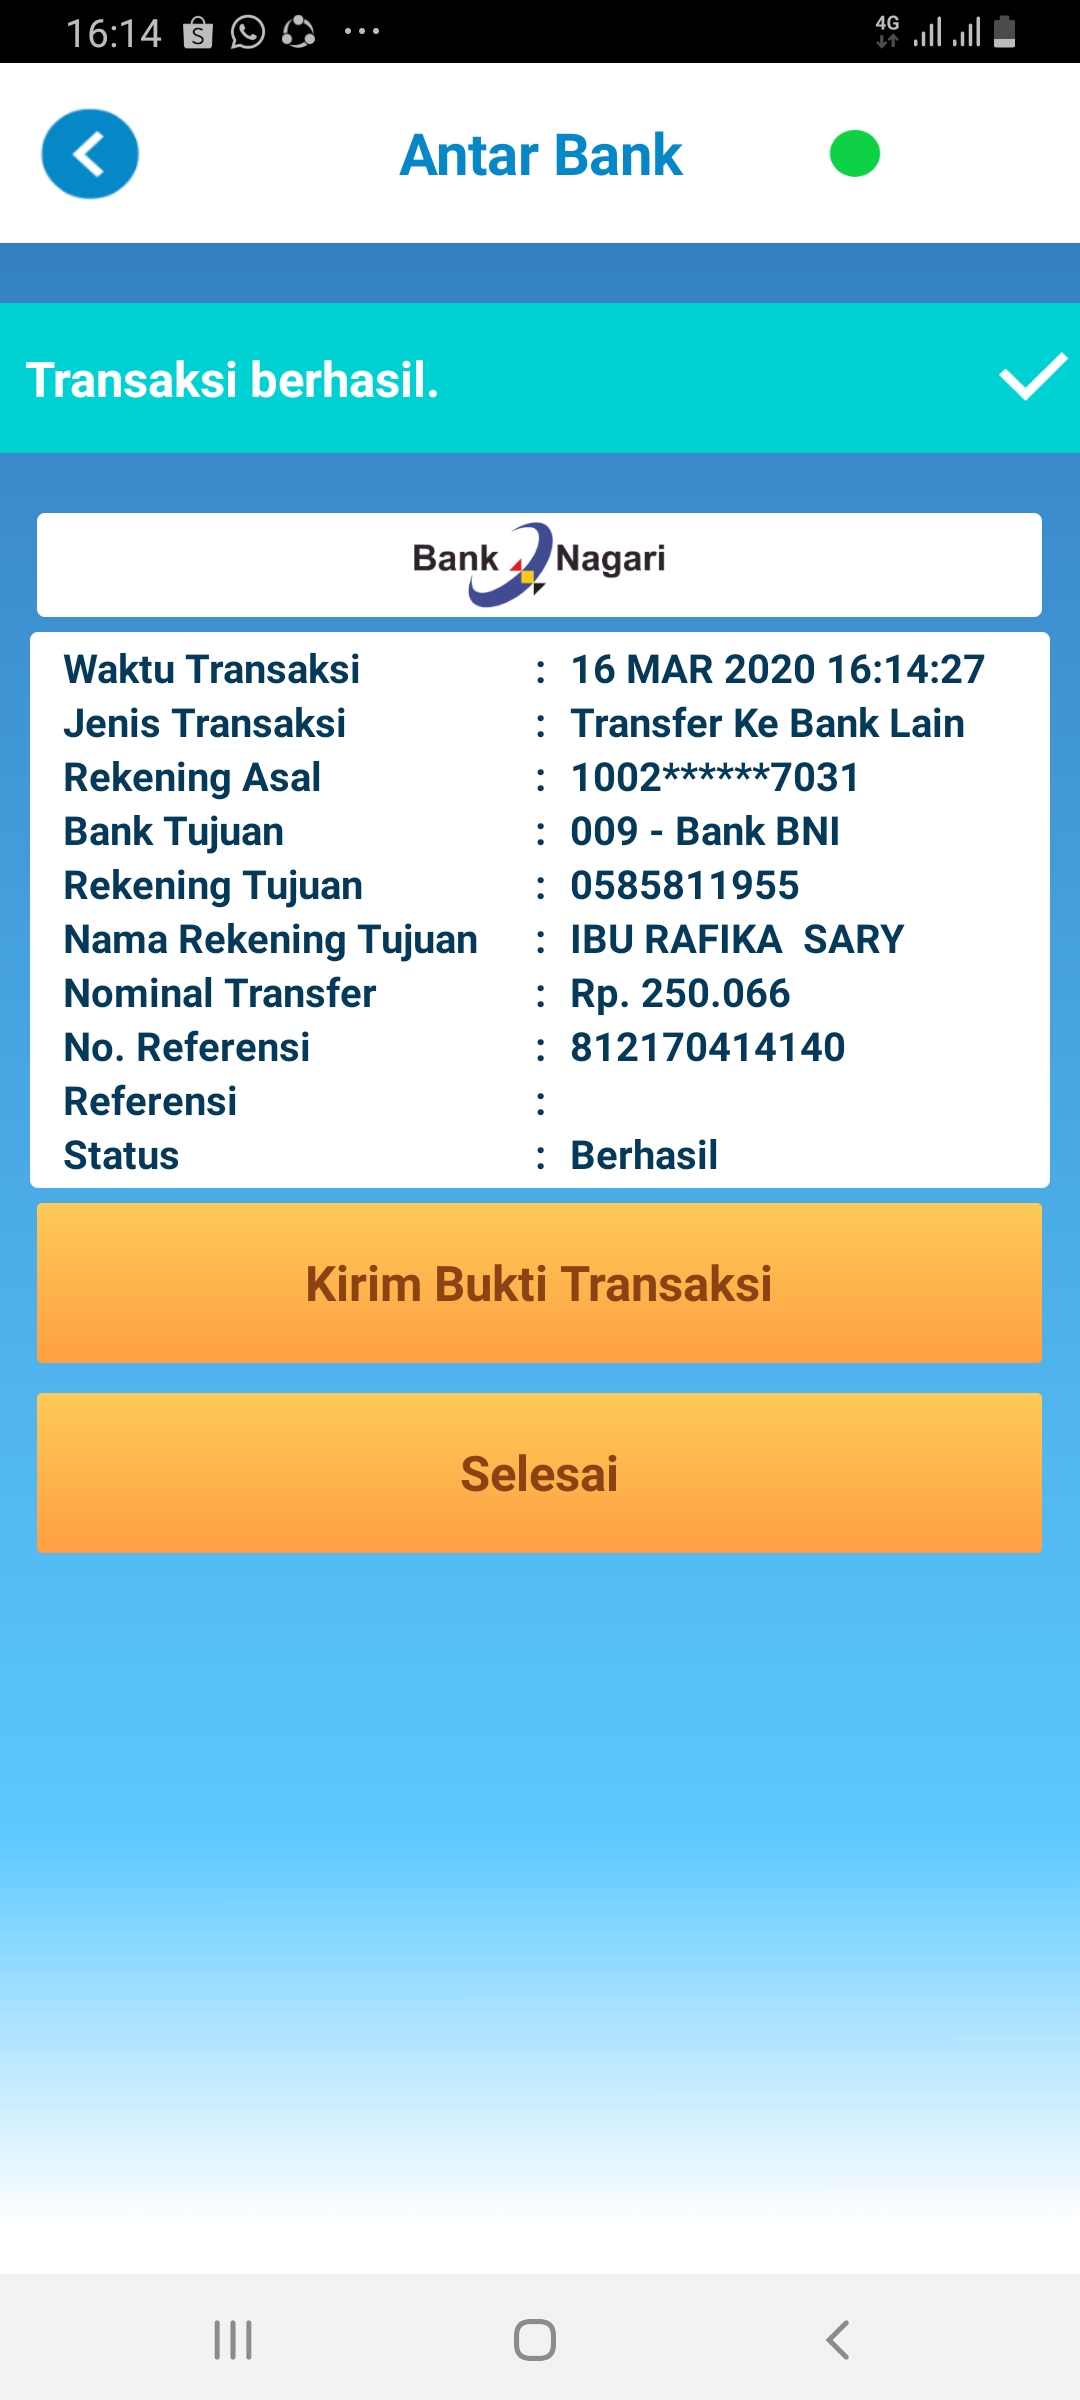 16:14 4G
Antar Bank
Transaksi berhasil.
Bank Nagari
Waktu Transaksi : 16 MAR 2020 16:14:27
Jenis Transaksi : Transfer Ke Bank Lain
Rekening Asal : 1002******7031
Bank Tujuan : 009 - Bank BNI
Rekening Tujuan : 0585811955
Nama Rekening Tujuan : IBU RAFIKA  SARY
Nominal Transfer : Rp. 250.066
No. Referensi : 812170414140
Referensi :
Status : Berhasil
Kirim Bukti Transaksi
Selesai